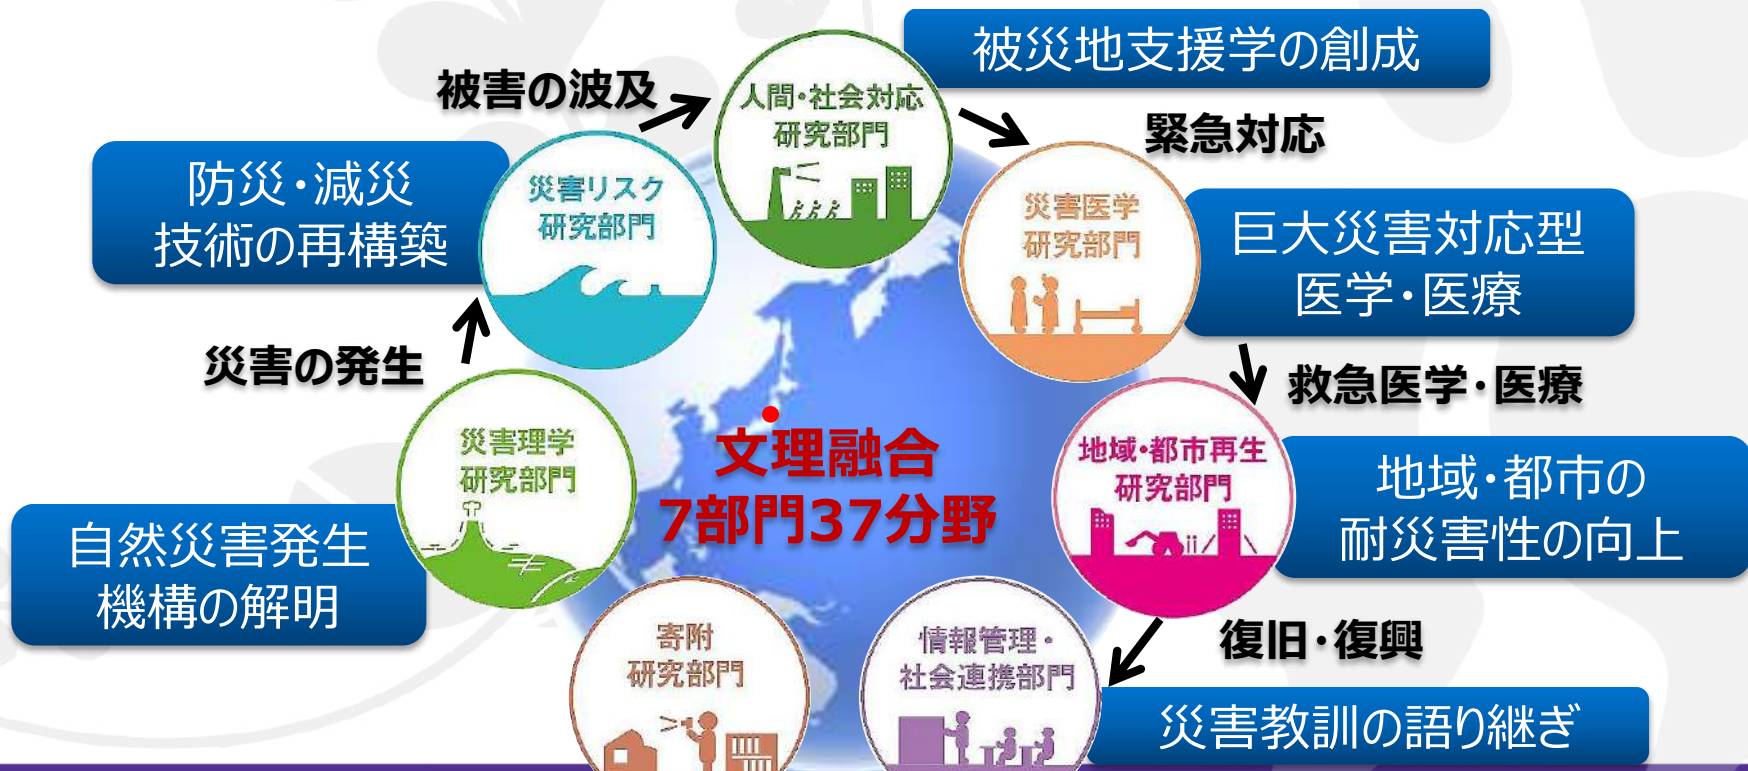 被災地支援学の創成
被害の波及
人間・社会対応
研究部門
緊急対応
防災・減災
技術の再構築
災害リスク
研究部門
災害医学
研究部門
巨大災害対応型
医学・医療
災害の発生
救急医学・医療
災害理学
研究部門
文理融合
7部門37分野
地域・都市再生
研究部門
地域・都市の
耐災害性の向上
自然災害発生
機構の解明
寄附
研究部門
情報管理・
社会連携部門
復旧・復興
災害教訓の語り継ぎ